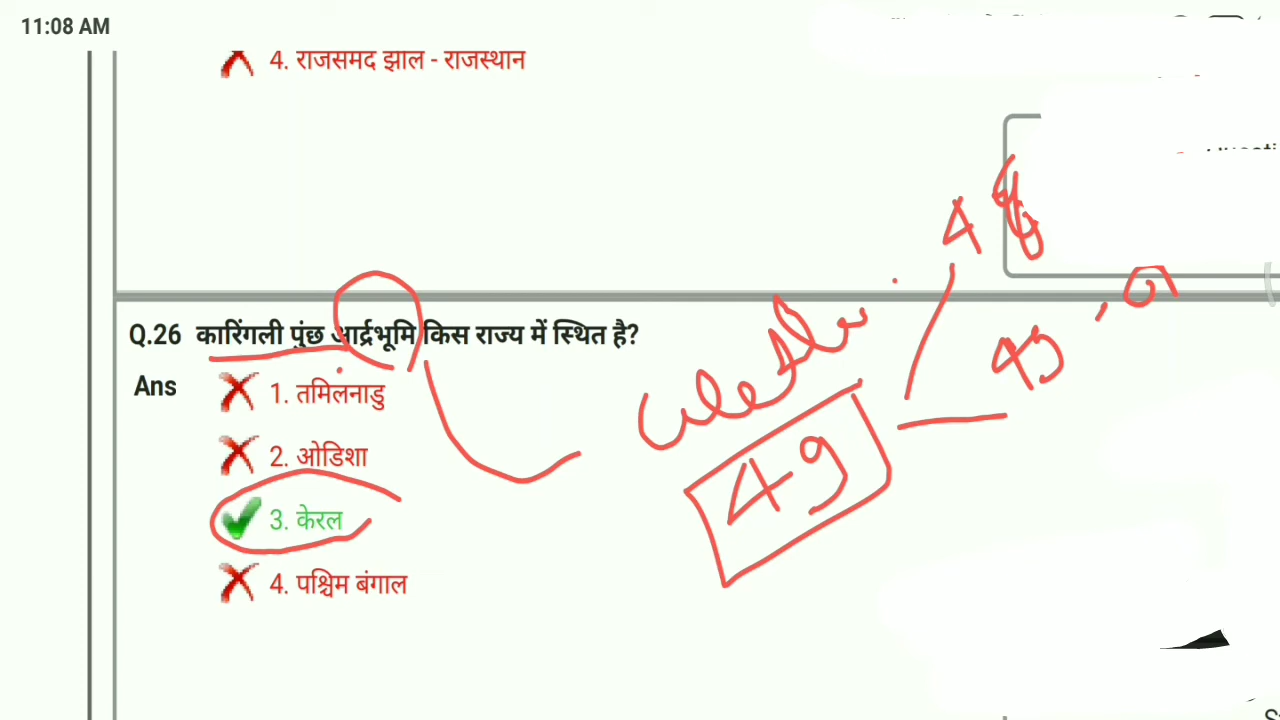 11:08 AM
4. राजसमद झाल - राजस्थान
Q.26 कारिंगली पुंछ आर्द्रभूमि किस राज्य में स्थित है?
Ans 1. तमिलनाडु
2. ओडिशा
3. केरल
4. पश्चिम बंगाल
49